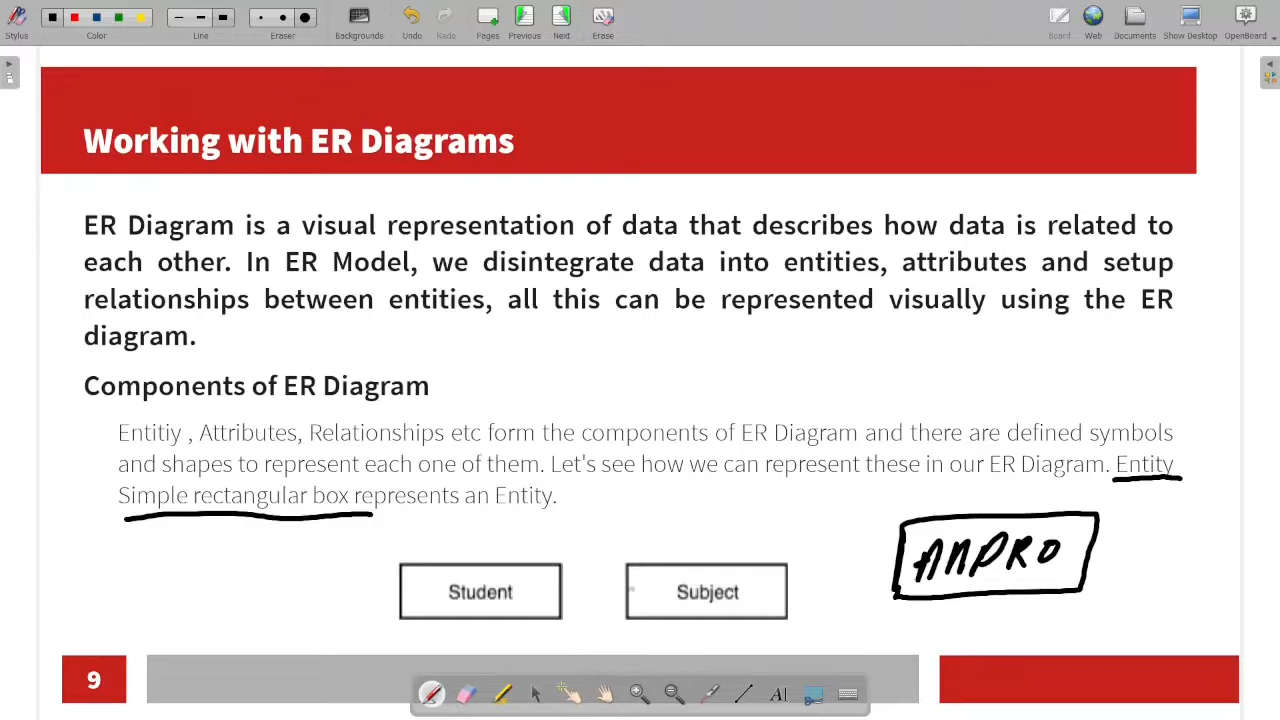 Stylus Color Line Eraser Backgrounds Undo Redo Pages Previous Next Erase Board Web Documents Show Desktop OpenBoard
Working with ER Diagrams
ER Diagram is a visual representation of data that describes how data is related to
each other. In ER Model, we disintegrate data into entities, attributes and setup
relationships between entities, all this can be represented visually using the ER
diagram.
Components of ER Diagram
Entitiy , Attributes, Relationships etc form the components of ER Diagram and there are defined symbols
and shapes to represent each one of them. Let's see how we can represent these in our ER Diagram. Entity
Simple rectangular box represents an Entity.
ANDRO
Student Subject
9
AI